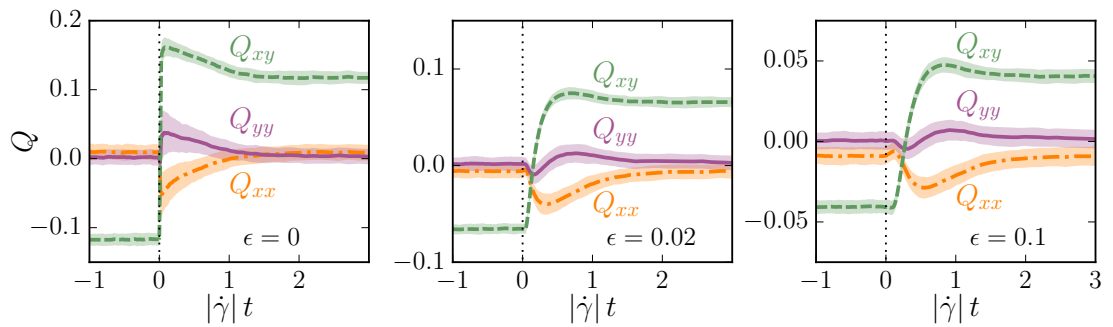 0.2
0.1
0.0
−0.1
Q
Q_{xy}
Q_{yy}
Q_{xx}
ϵ = 0
−1 0 1 2
|γ̇| t
0.1
0.0
−0.1
Q_{xy}
Q_{yy}
Q_{xx}
ϵ = 0.02
−1 0 1 2
|γ̇| t
0.05
0.00
−0.05
Q_{xy}
Q_{yy}
Q_{xx}
ϵ = 0.1
−1 0 1 2 3
|γ̇| t